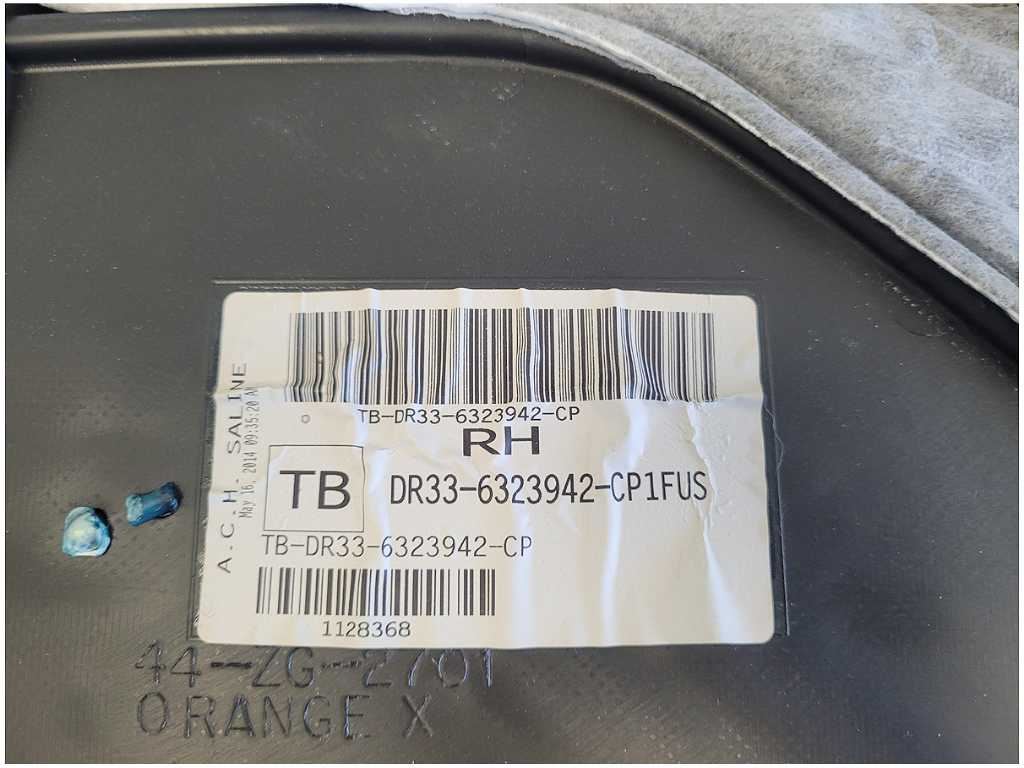 TB-DR33-6323942-CP
RH
TB
DR33-6323942-CP1FUS
TB-DR33-6323942-CP
1128368
A.C.H. SALINE
May 16, 2014 09:35:20 AM
44-ZG-2701
ORANGE X